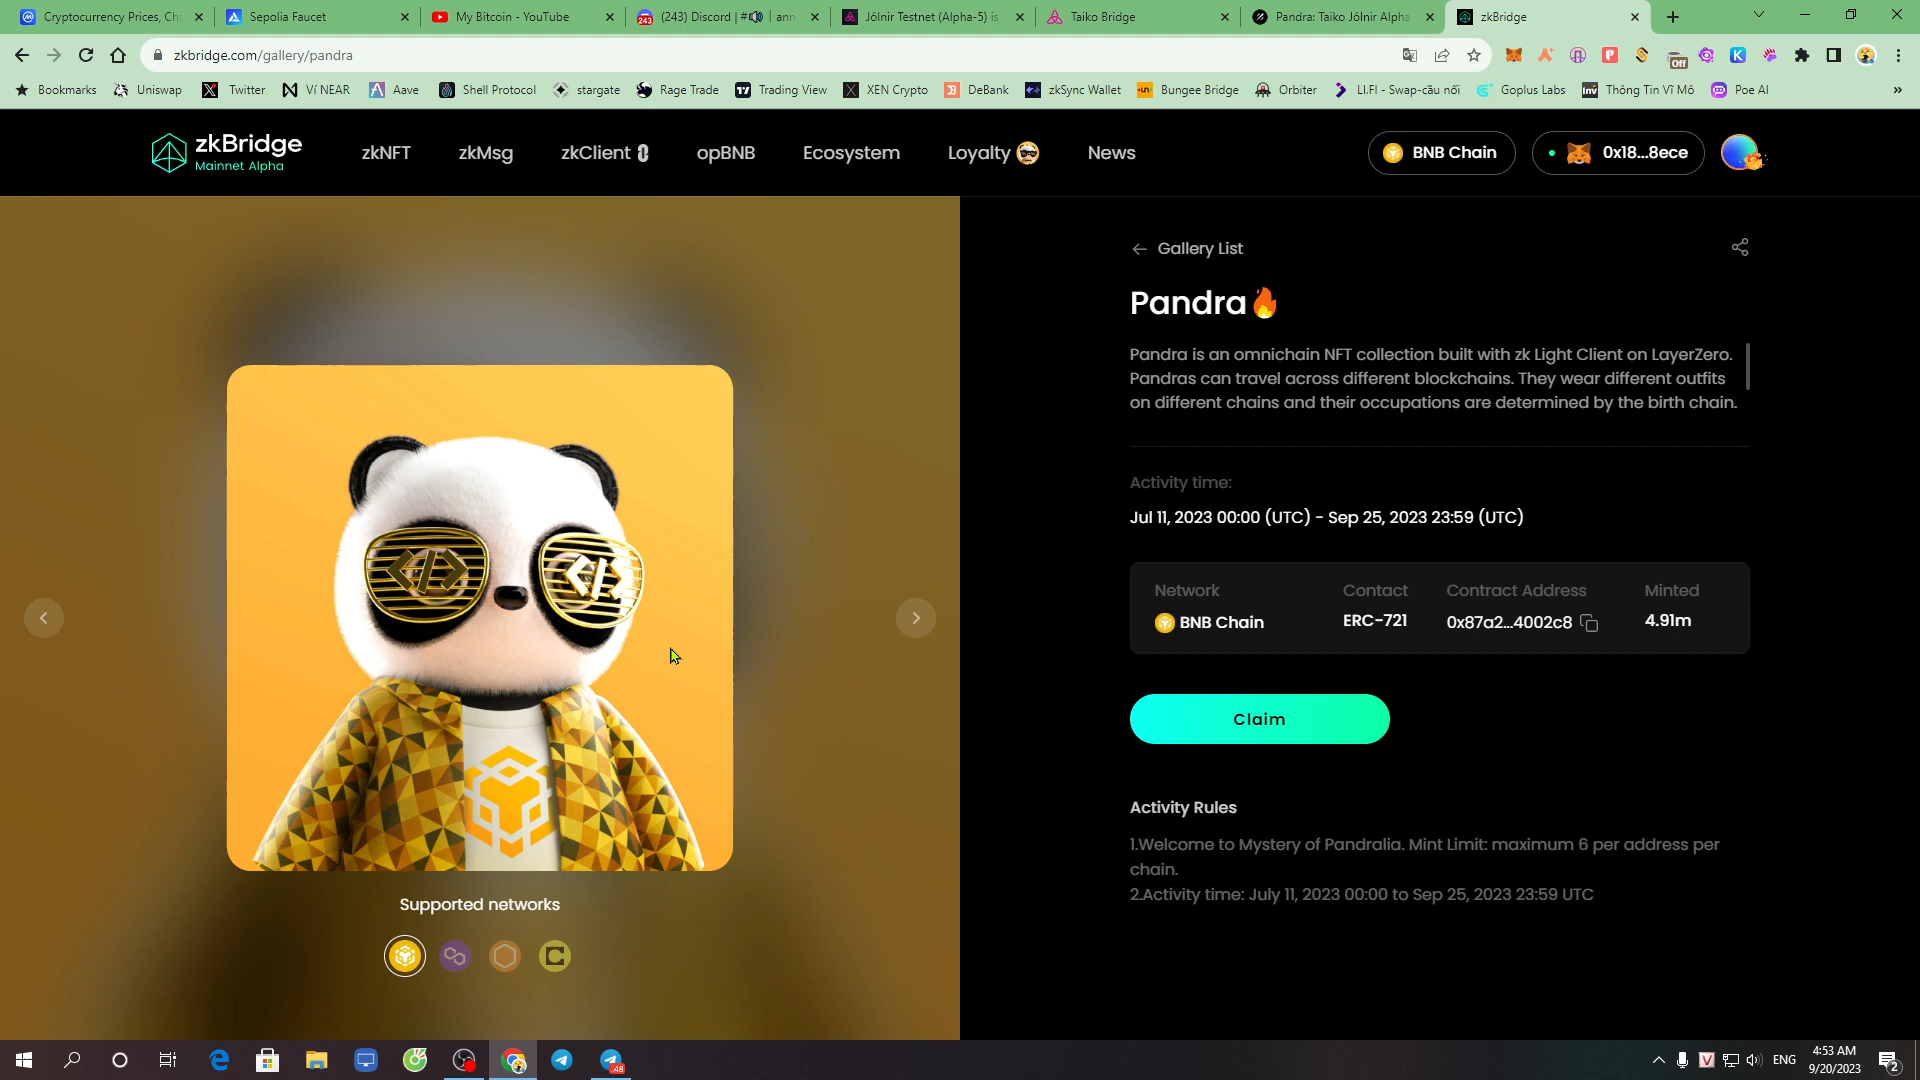 Cryptocurrency Prices, Ch
Sepolia Faucet
My Bitcoin - YouTube
243
(243) Discord | #
| ann
Jólnir Testnet (Alpha-5) is
Taiko Bridge
Pandra: Taiko Jólnir Alpha
zkBridge
zkbridge.com/gallery/pandra
Off
Bookmarks
Uniswap
Twitter
Ví NEAR
Aave
Shell Protocol
stargate
Rage Trade
Trading View
XEN Crypto
DeBank
zkSync Wallet
Bungee Bridge
Orbiter
LI.FI - Swap-cầu nối
Goplus Labs
Thông Tin Vĩ Mô
Poe AI
zkBridge
Mainnet Alpha
zkNFT
zkMsg
zkClient
opBNB
Ecosystem
Loyalty
News
BNB Chain
0x18...8ece
Gallery List
Pandra
Pandra is an omnichain NFT collection built with zk Light Client on LayerZero.
Pandras can travel across different blockchains. They wear different outfits
on different chains and their occupations are determined by the birth chain.
Activity time:
Jul 11, 2023 00:00 (UTC) - Sep 25, 2023 23:59 (UTC)
Network
Contact
Contract Address
Minted
BNB Chain
ERC-721
0x87a2...4002c8
4.91m
Claim
Activity Rules
1.Welcome to Mystery of Pandralia. Mint Limit: maximum 6 per address per
chain.
2.Activity time: July 11, 2023 00:00 to Sep 25, 2023 23:59 UTC
Supported networks
48
ENG
4:53 AM
9/20/2023
2